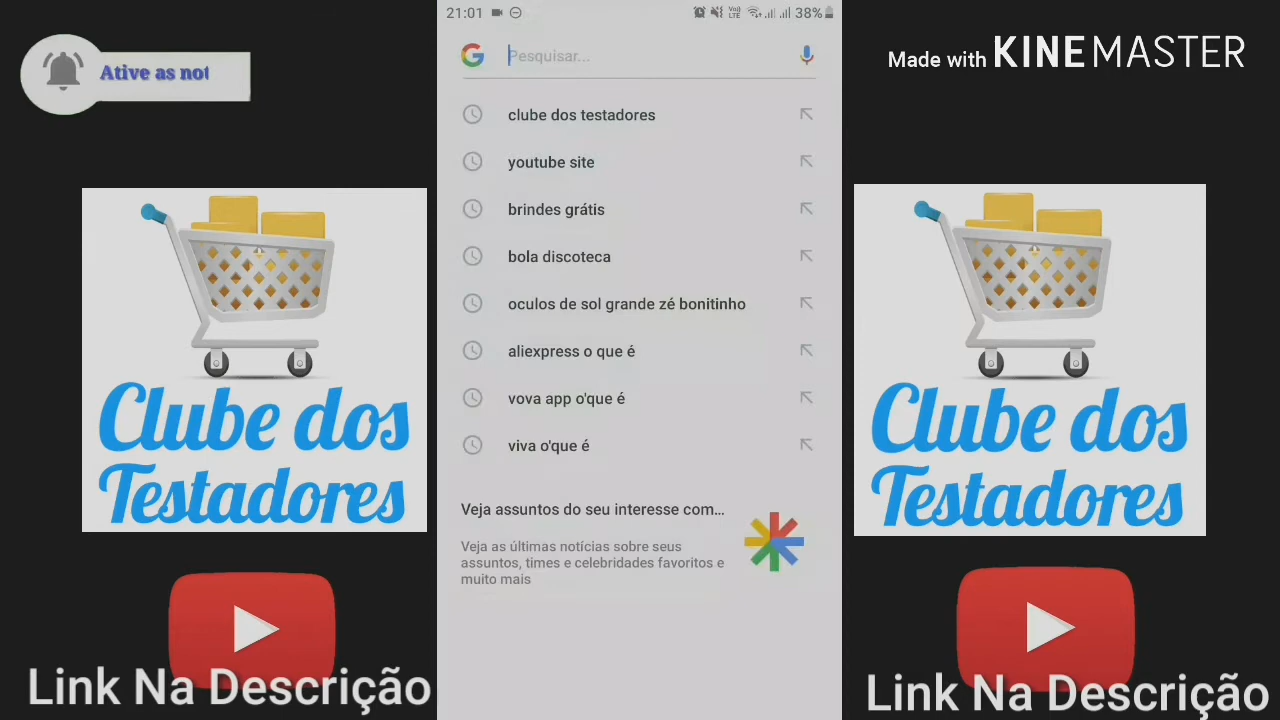 21:01
Vo))
LTE
38%
Ative as not
Made with KINEMASTER
Pesquisar...
clube dos testadores
youtube site
brindes grátis
bola discoteca
oculos de sol grande zé bonitinho
aliexpress o que é
vova app o'que é
viva o'que é
Veja assuntos do seu interesse com...
Veja as últimas notícias sobre seus
assuntos, times e celebridades favoritos e
muito mais
Clube dos
Testadores
Link Na Descrição
Clube dos
Testadores
Link Na Descrição